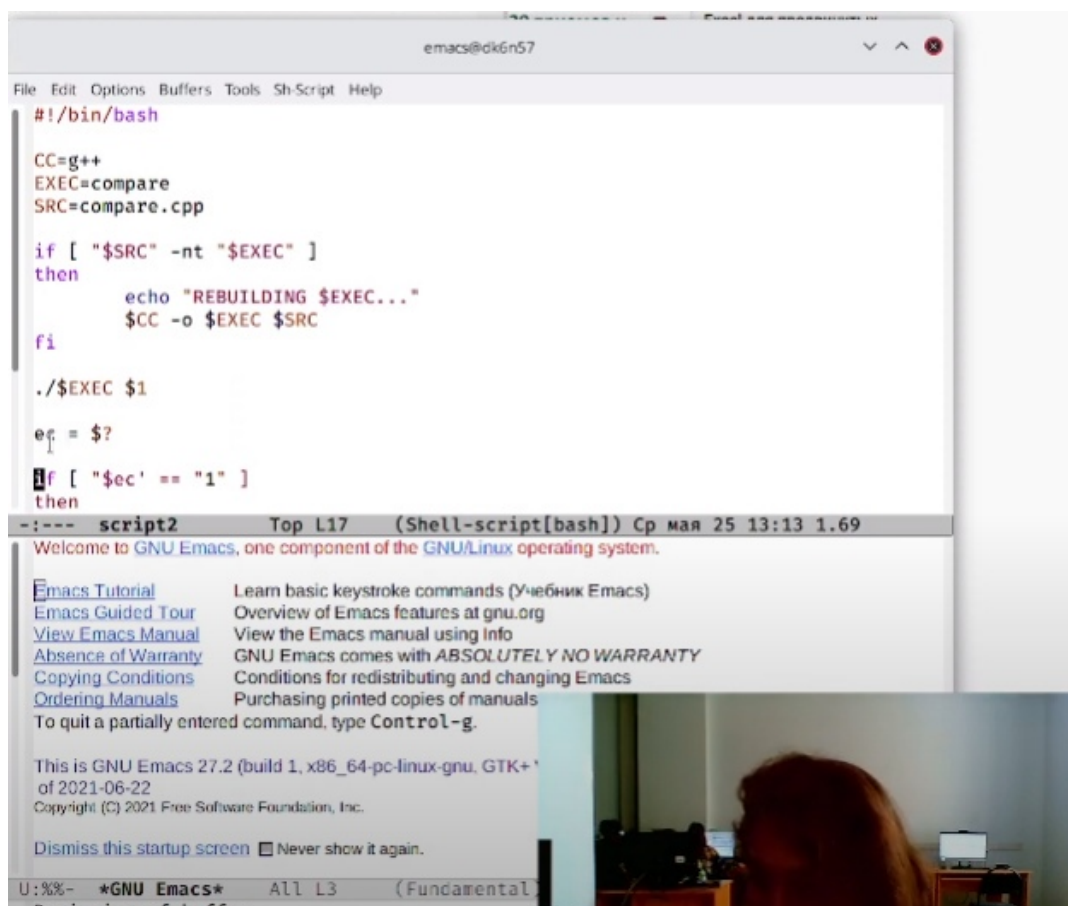 emacs@dk6n57
File Edit Options Buffers Tools Sh-Script Help
#!/bin/bash
CC=g++
EXEC=compare
SRC=compare.cpp
if [ "$SRC" -nt "$EXEC" ]
then
echo "REBUILDING $EXEC..."
$CC -o $EXEC $SRC
fi
./$EXEC $1
ec = $?
if [ "$ec' == "1" ]
then
-:--- script2 Top L17 (Shell-script[bash]) Ср мая 25 13:13 1.69
Welcome to GNU Emacs, one component of the GNU/Linux operating system.
Emacs Tutorial Learn basic keystroke commands (Учебник Emacs)
Emacs Guided Tour Overview of Emacs features at gnu.org
View Emacs Manual View the Emacs manual using Info
Absence of Warranty GNU Emacs comes with ABSOLUTELY NO WARRANTY
Copying Conditions Conditions for redistributing and changing Emacs
Ordering Manuals Purchasing printed copies of manuals
To quit a partially entered command, type Control-g.
This is GNU Emacs 27.2 (build 1, x86_64-pc-linux-gnu, GTK+
of 2021-06-22
Copyright (C) 2021 Free Software Foundation, Inc.
Dismiss this startup screen Never show it again.
U:%%- *GNU Emacs* All L3 (Fundamental)